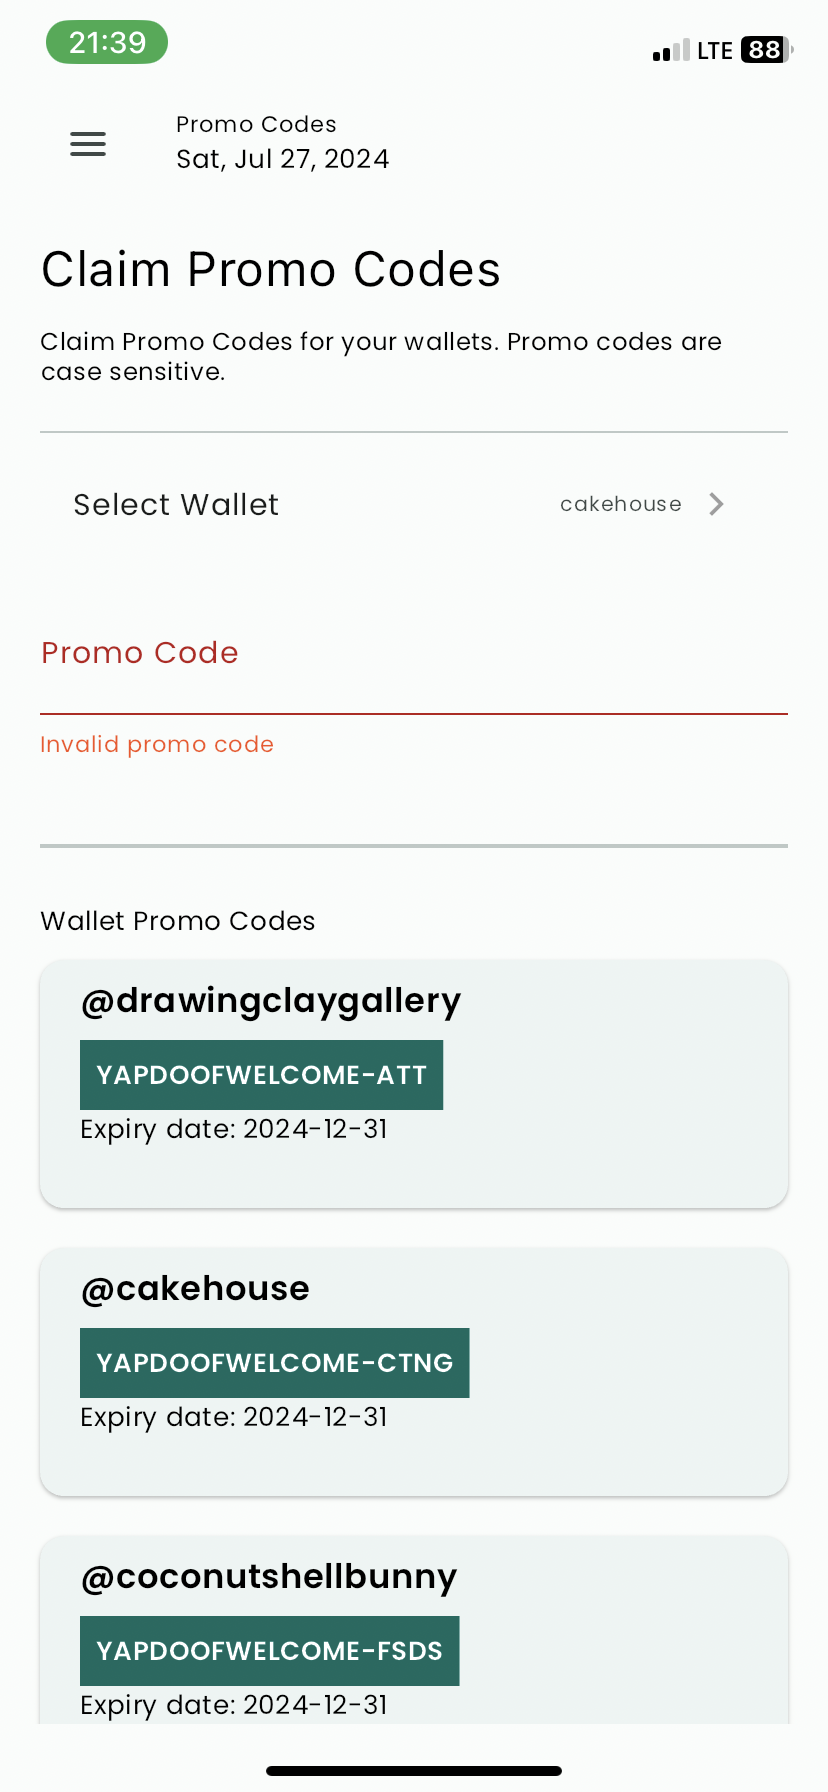 21:39
LTE 88
Promo Codes
Sat, Jul 27, 2024
Claim Promo Codes
Claim Promo Codes for your wallets. Promo codes are
case sensitive.
Select Wallet cakehouse
Promo Code
Invalid promo code
Wallet Promo Codes
@drawingclaygallery
YAPDOOFWELCOME-ATT
Expiry date: 2024-12-31
@cakehouse
YAPDOOFWELCOME-CTNG
Expiry date: 2024-12-31
@coconutshellbunny
YAPDOOFWELCOME-FSDS
Expiry date: 2024-12-31